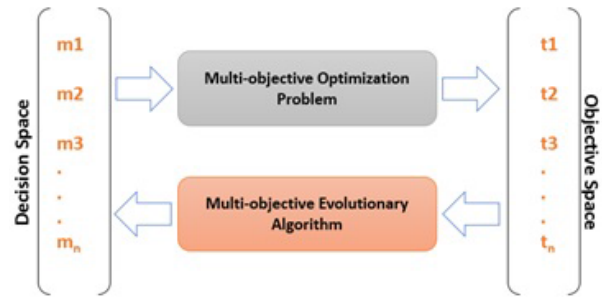 Decision Space
m1
m2
m3
.
.
.
mₙ
Multi-objective Optimization
Problem
Multi-objective Evolutionary
Algorithm
t1
t2
t3
.
.
.
tₙ
Objective Space